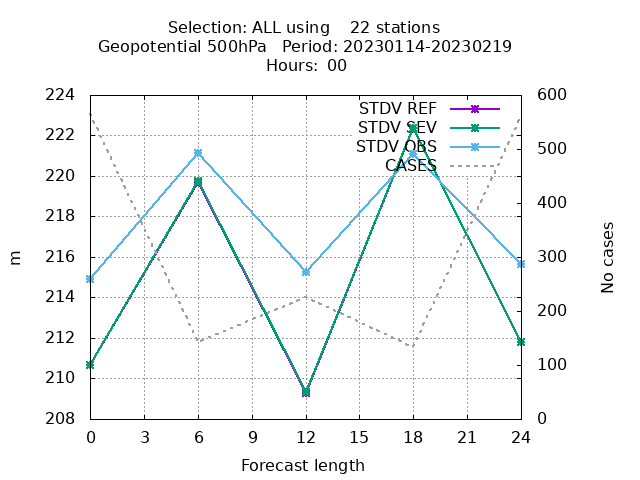 Selection: ALL using    22 stations
Geopotential 500hPa   Period: 20230114-20230219
Hours:  00
224
222
220
218
216
214
212
210
208
m
STDV REF
STDV SEV
STDV OBS
CASES
600
500
400
300
200
100
0
No cases
0 3 6 9 12 15 18 21 24
Forecast length